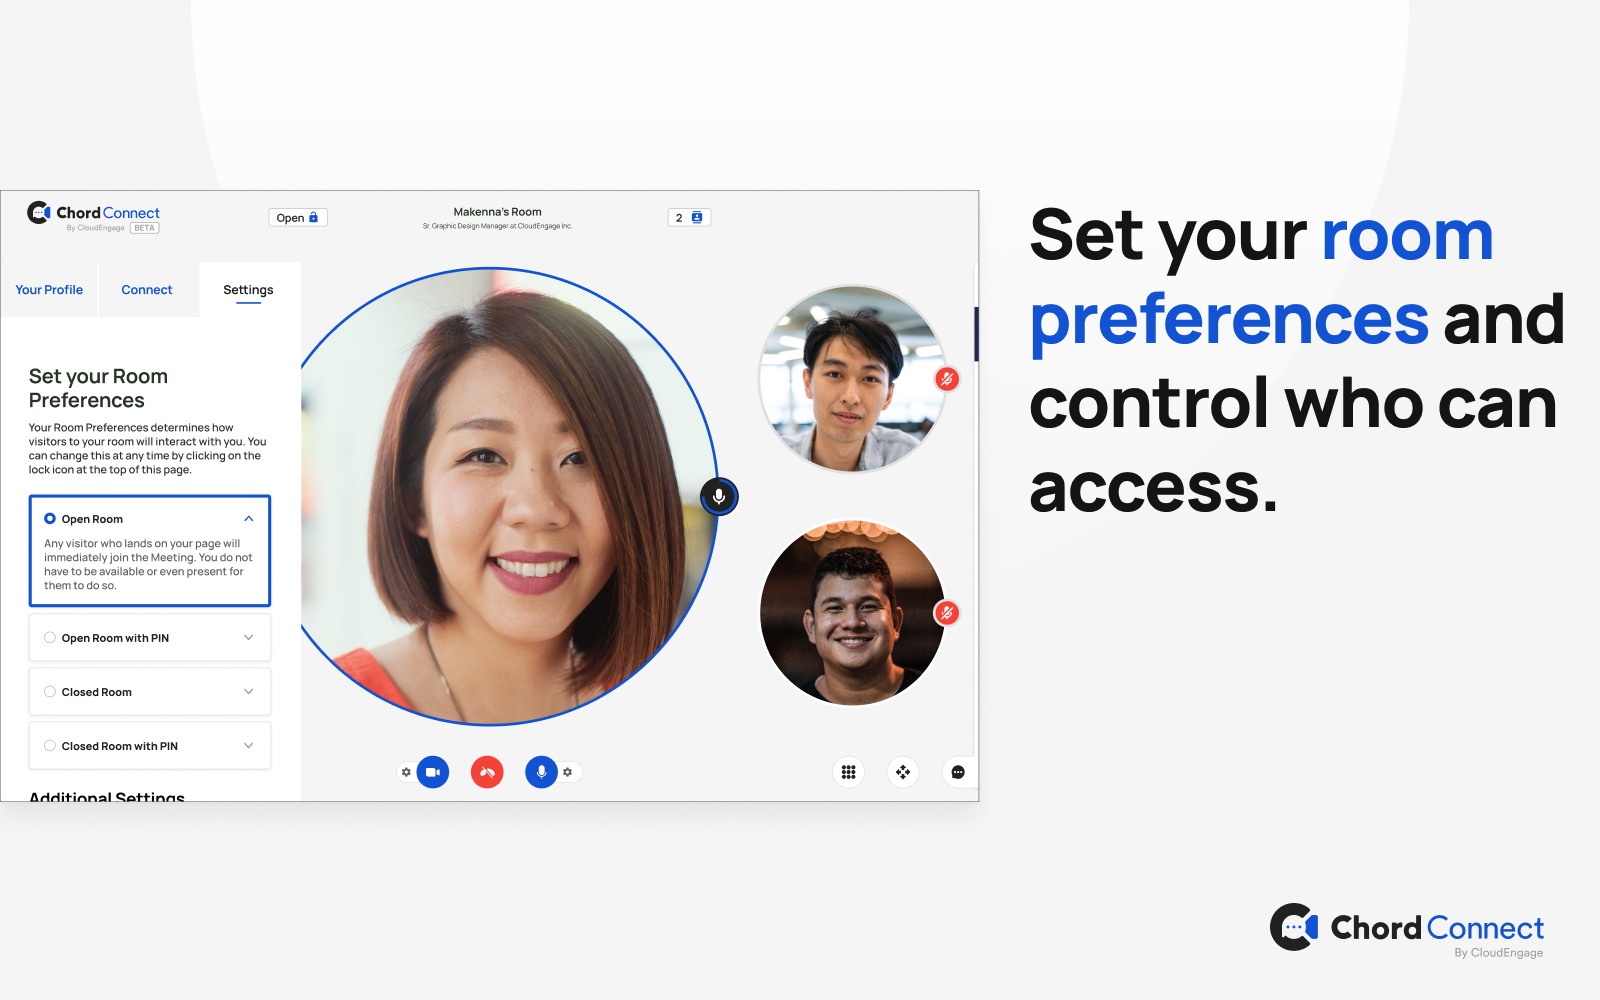 Chord Connect
By CloudEngage BETA
Open
Makenna's Room
Sr. Graphic Design Manager at CloudEngage Inc.
2
Your Profile
Connect
Settings
Set your Room
Preferences
Your Room Preferences determines how
visitors to your room will interact with you. You
can change this at any time by clicking on the
lock icon at the top of this page.
Open Room
Any visitor who lands on your page will
immediately join the Meeting. You do not
have to be available or even present for
them to do so.
Open Room with PIN
Closed Room
Closed Room with PIN
Additional Settings
Set your room
preferences and
control who can
access.
Chord Connect
By CloudEngage